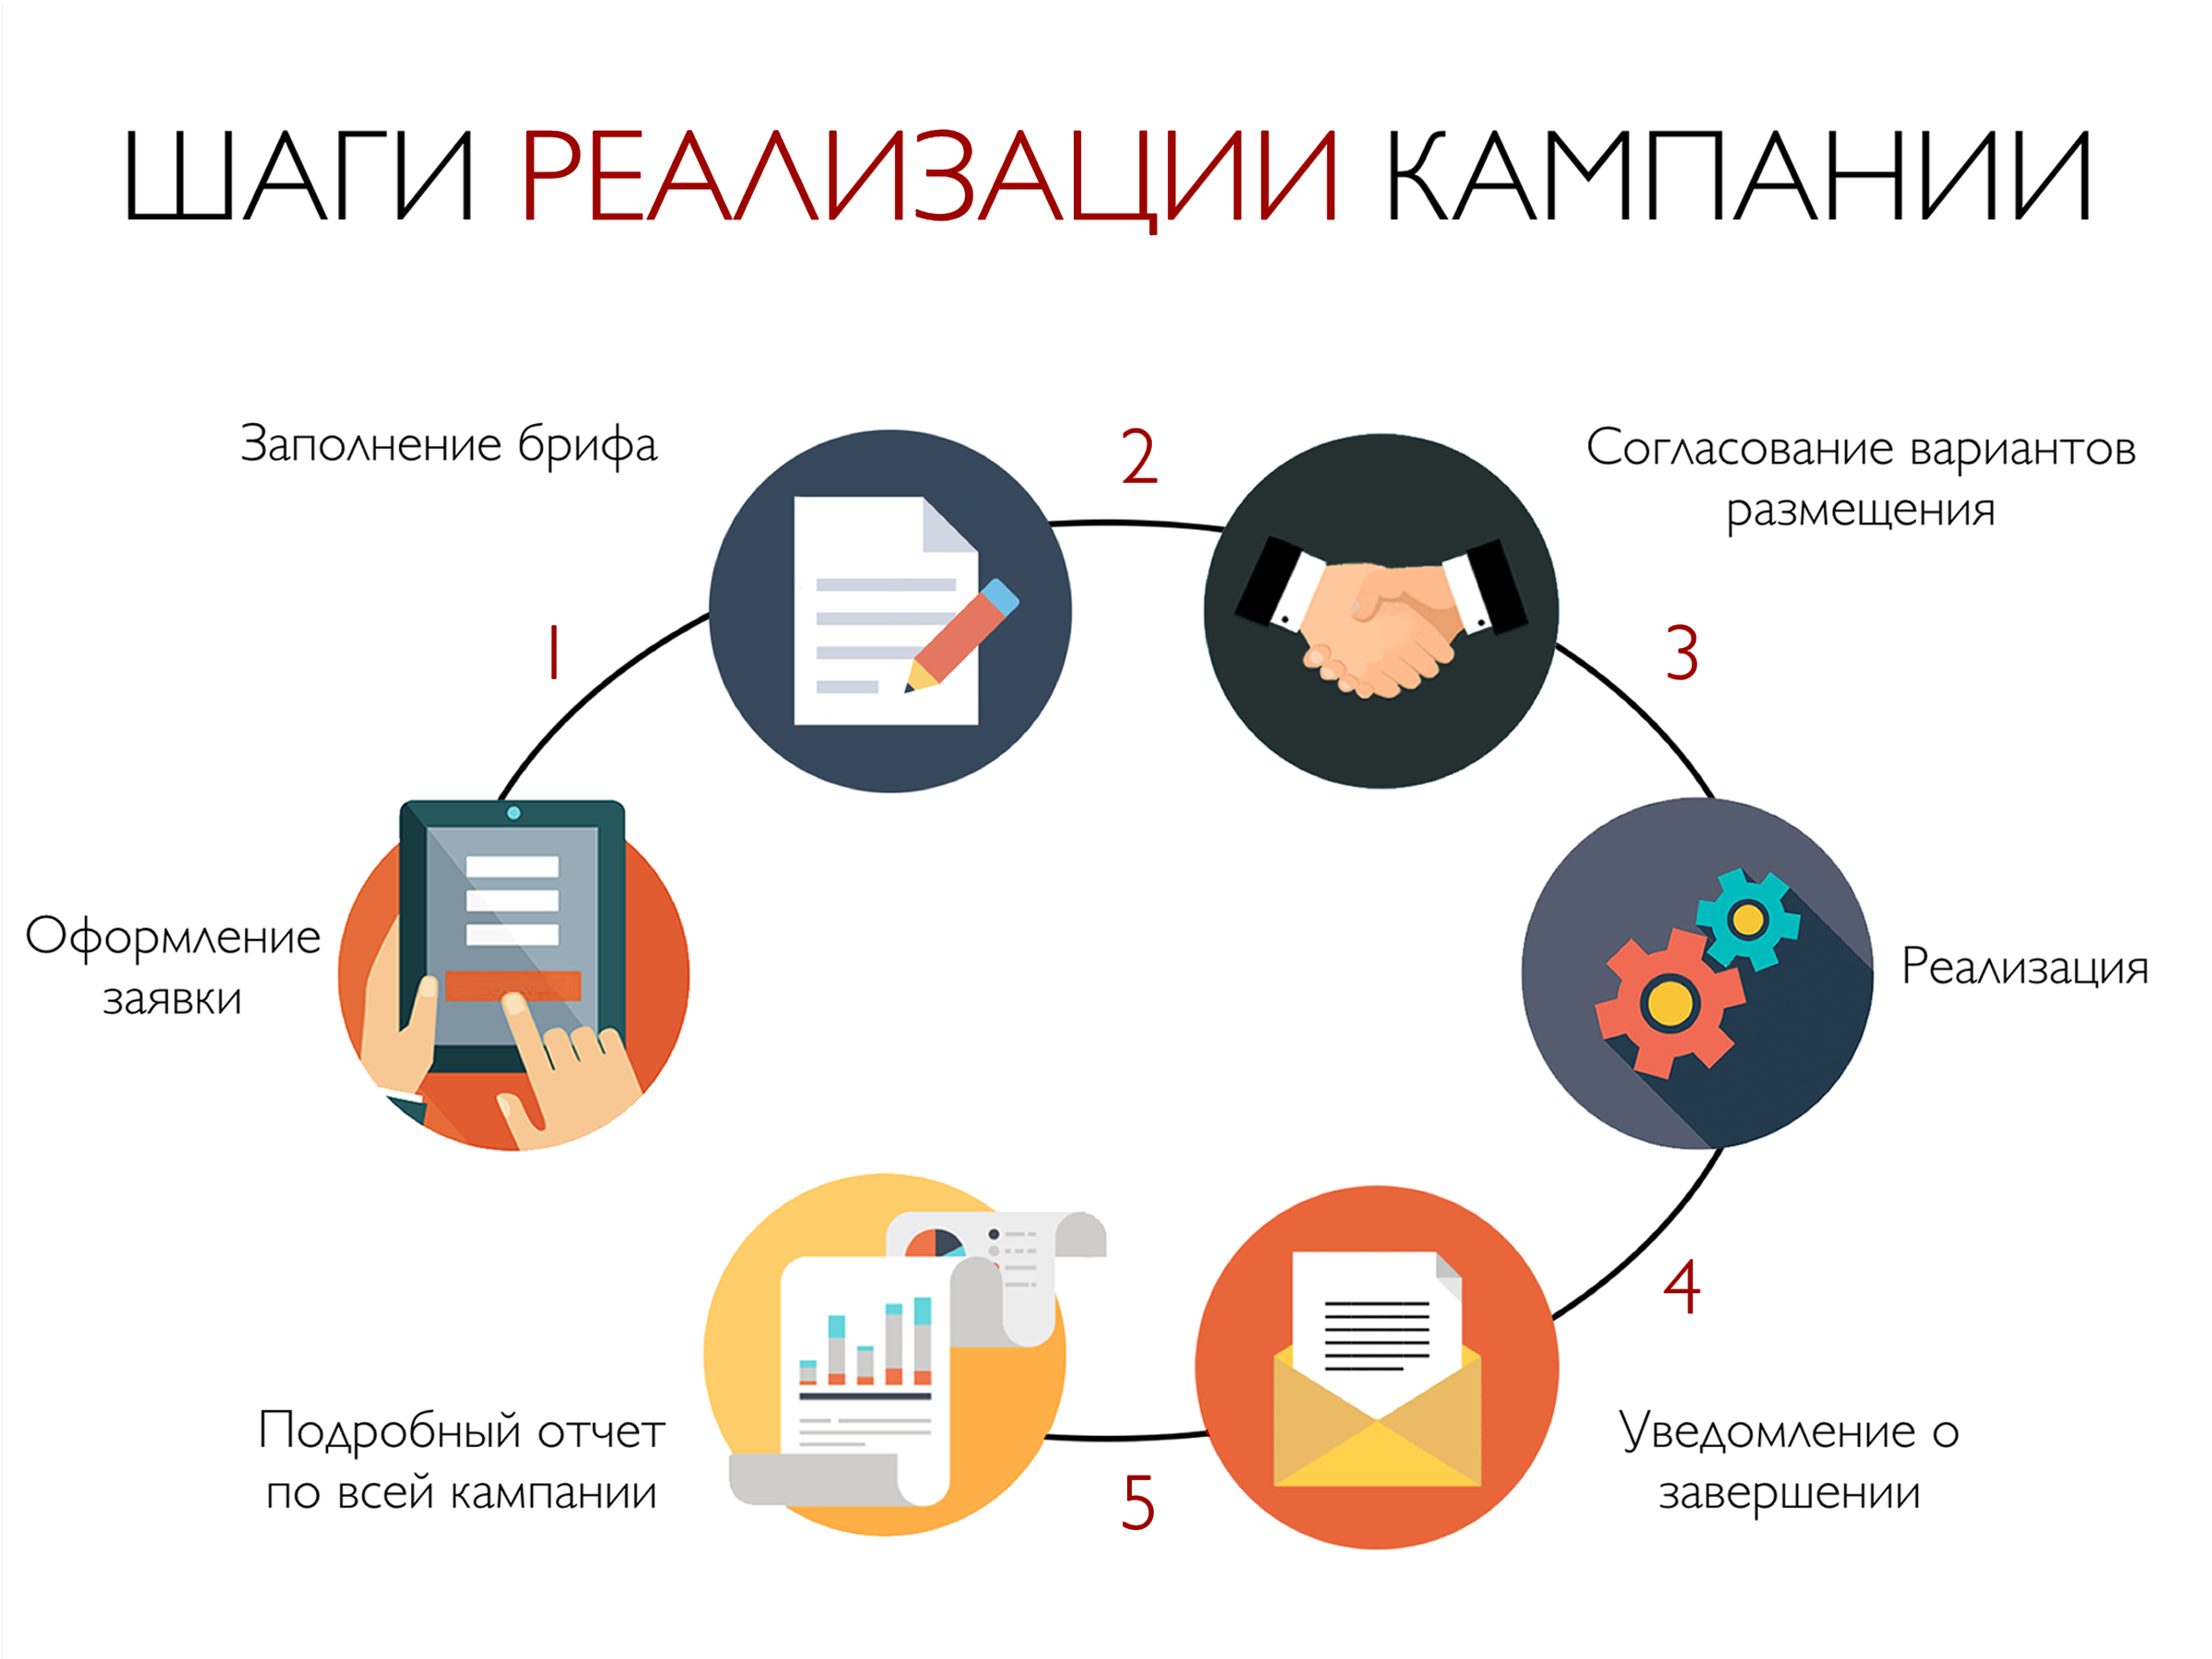 ШАГИ РЕАЛИЗАЦИИ КАМПАНИИ
Заполнение брифа
2
Согласование вариантов
размещения
1
3
Оформление
заявки
Реализация
4
Подробный отчет
по всей кампании
5
Уведомление о
завершении